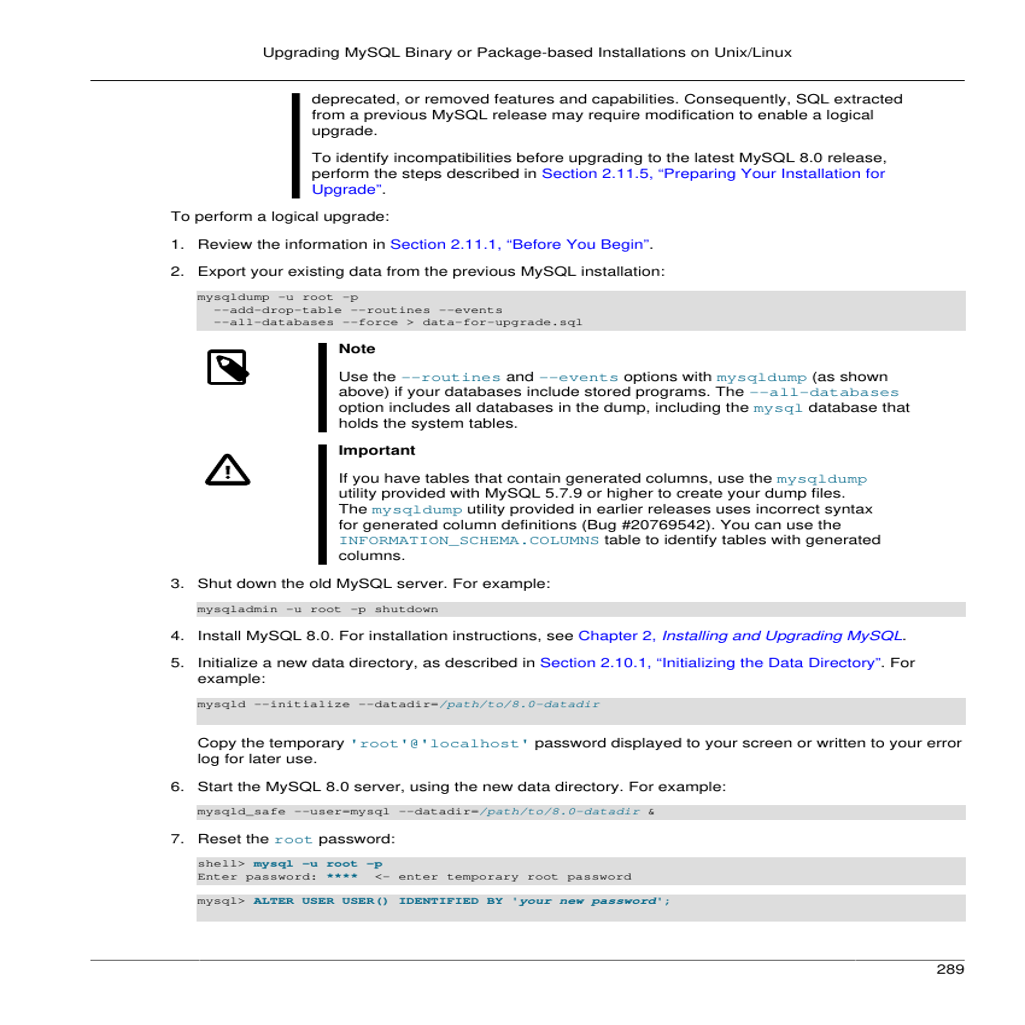 Upgrading MySQL Binary or Package-based Installations on Unix/Linux
deprecated, or removed features and capabilities. Consequently, SQL extracted
from a previous MySQL release may require modification to enable a logical
upgrade.
To identify incompatibilities before upgrading to the latest MySQL 8.0 release,
perform the steps described in Section 2.11.5, “Preparing Your Installation for
Upgrade”.
To perform a logical upgrade:
1. Review the information in Section 2.11.1, “Before You Begin”.
2. Export your existing data from the previous MySQL installation:
mysqldump -u root -p
--add-drop-table --routines --events
--all-databases --force > data-for-upgrade.sql
Note
Use the --routines and --events options with mysqldump (as shown
above) if your databases include stored programs. The --all-databases
option includes all databases in the dump, including the mysql database that
holds the system tables.
Important
If you have tables that contain generated columns, use the mysqldump
utility provided with MySQL 5.7.9 or higher to create your dump files.
The mysqldump utility provided in earlier releases uses incorrect syntax
for generated column definitions (Bug #20769542). You can use the
INFORMATION_SCHEMA.COLUMNS table to identify tables with generated
columns.
3. Shut down the old MySQL server. For example:
mysqladmin -u root -p shutdown
4. Install MySQL 8.0. For installation instructions, see Chapter 2, Installing and Upgrading MySQL.
5. Initialize a new data directory, as described in Section 2.10.1, “Initializing the Data Directory”. For
example:
mysqld --initialize --datadir=/path/to/8.0-datadir
Copy the temporary 'root'@'localhost' password displayed to your screen or written to your error
log for later use.
6. Start the MySQL 8.0 server, using the new data directory. For example:
mysqld_safe --user=mysql --datadir=/path/to/8.0-datadir &
7. Reset the root password:
shell> mysql -u root -p
Enter password: **** <- enter temporary root password
mysql> ALTER USER USER() IDENTIFIED BY 'your new password';
289